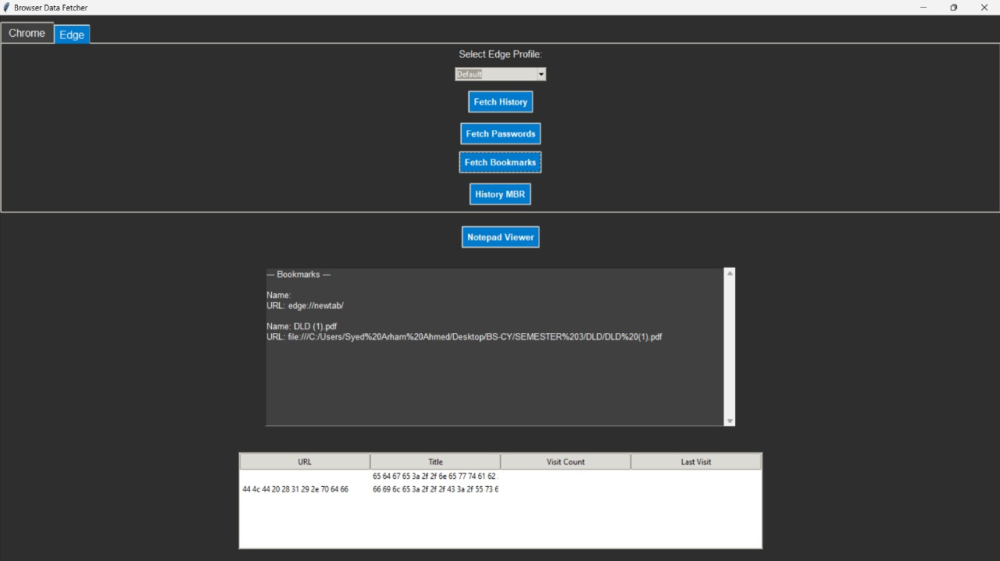 Browser Data Fetcher
Chrome
Edge
Select Edge Profile:
Default
Fetch History
Fetch Passwords
Fetch Bookmarks
History MBR
Notepad Viewer
--- Bookmarks ---
Name:
URL: edge://newtab/
Name: DLD (1).pdf
URL: file:///C:/Users/Syed%20Arham%20Ahmed/Desktop/BS-CY/SEMESTER%203/DLD/DLD%20(1).pdf
URL Title Visit Count Last Visit
65 64 67 65 3a 2f 2f 6e 65 77 74 61 62
44 4c 44 20 28 31 29 2e 70 64 66 66 69 6c 65 3a 2f 2f 2f 43 3a 2f 55 73 6